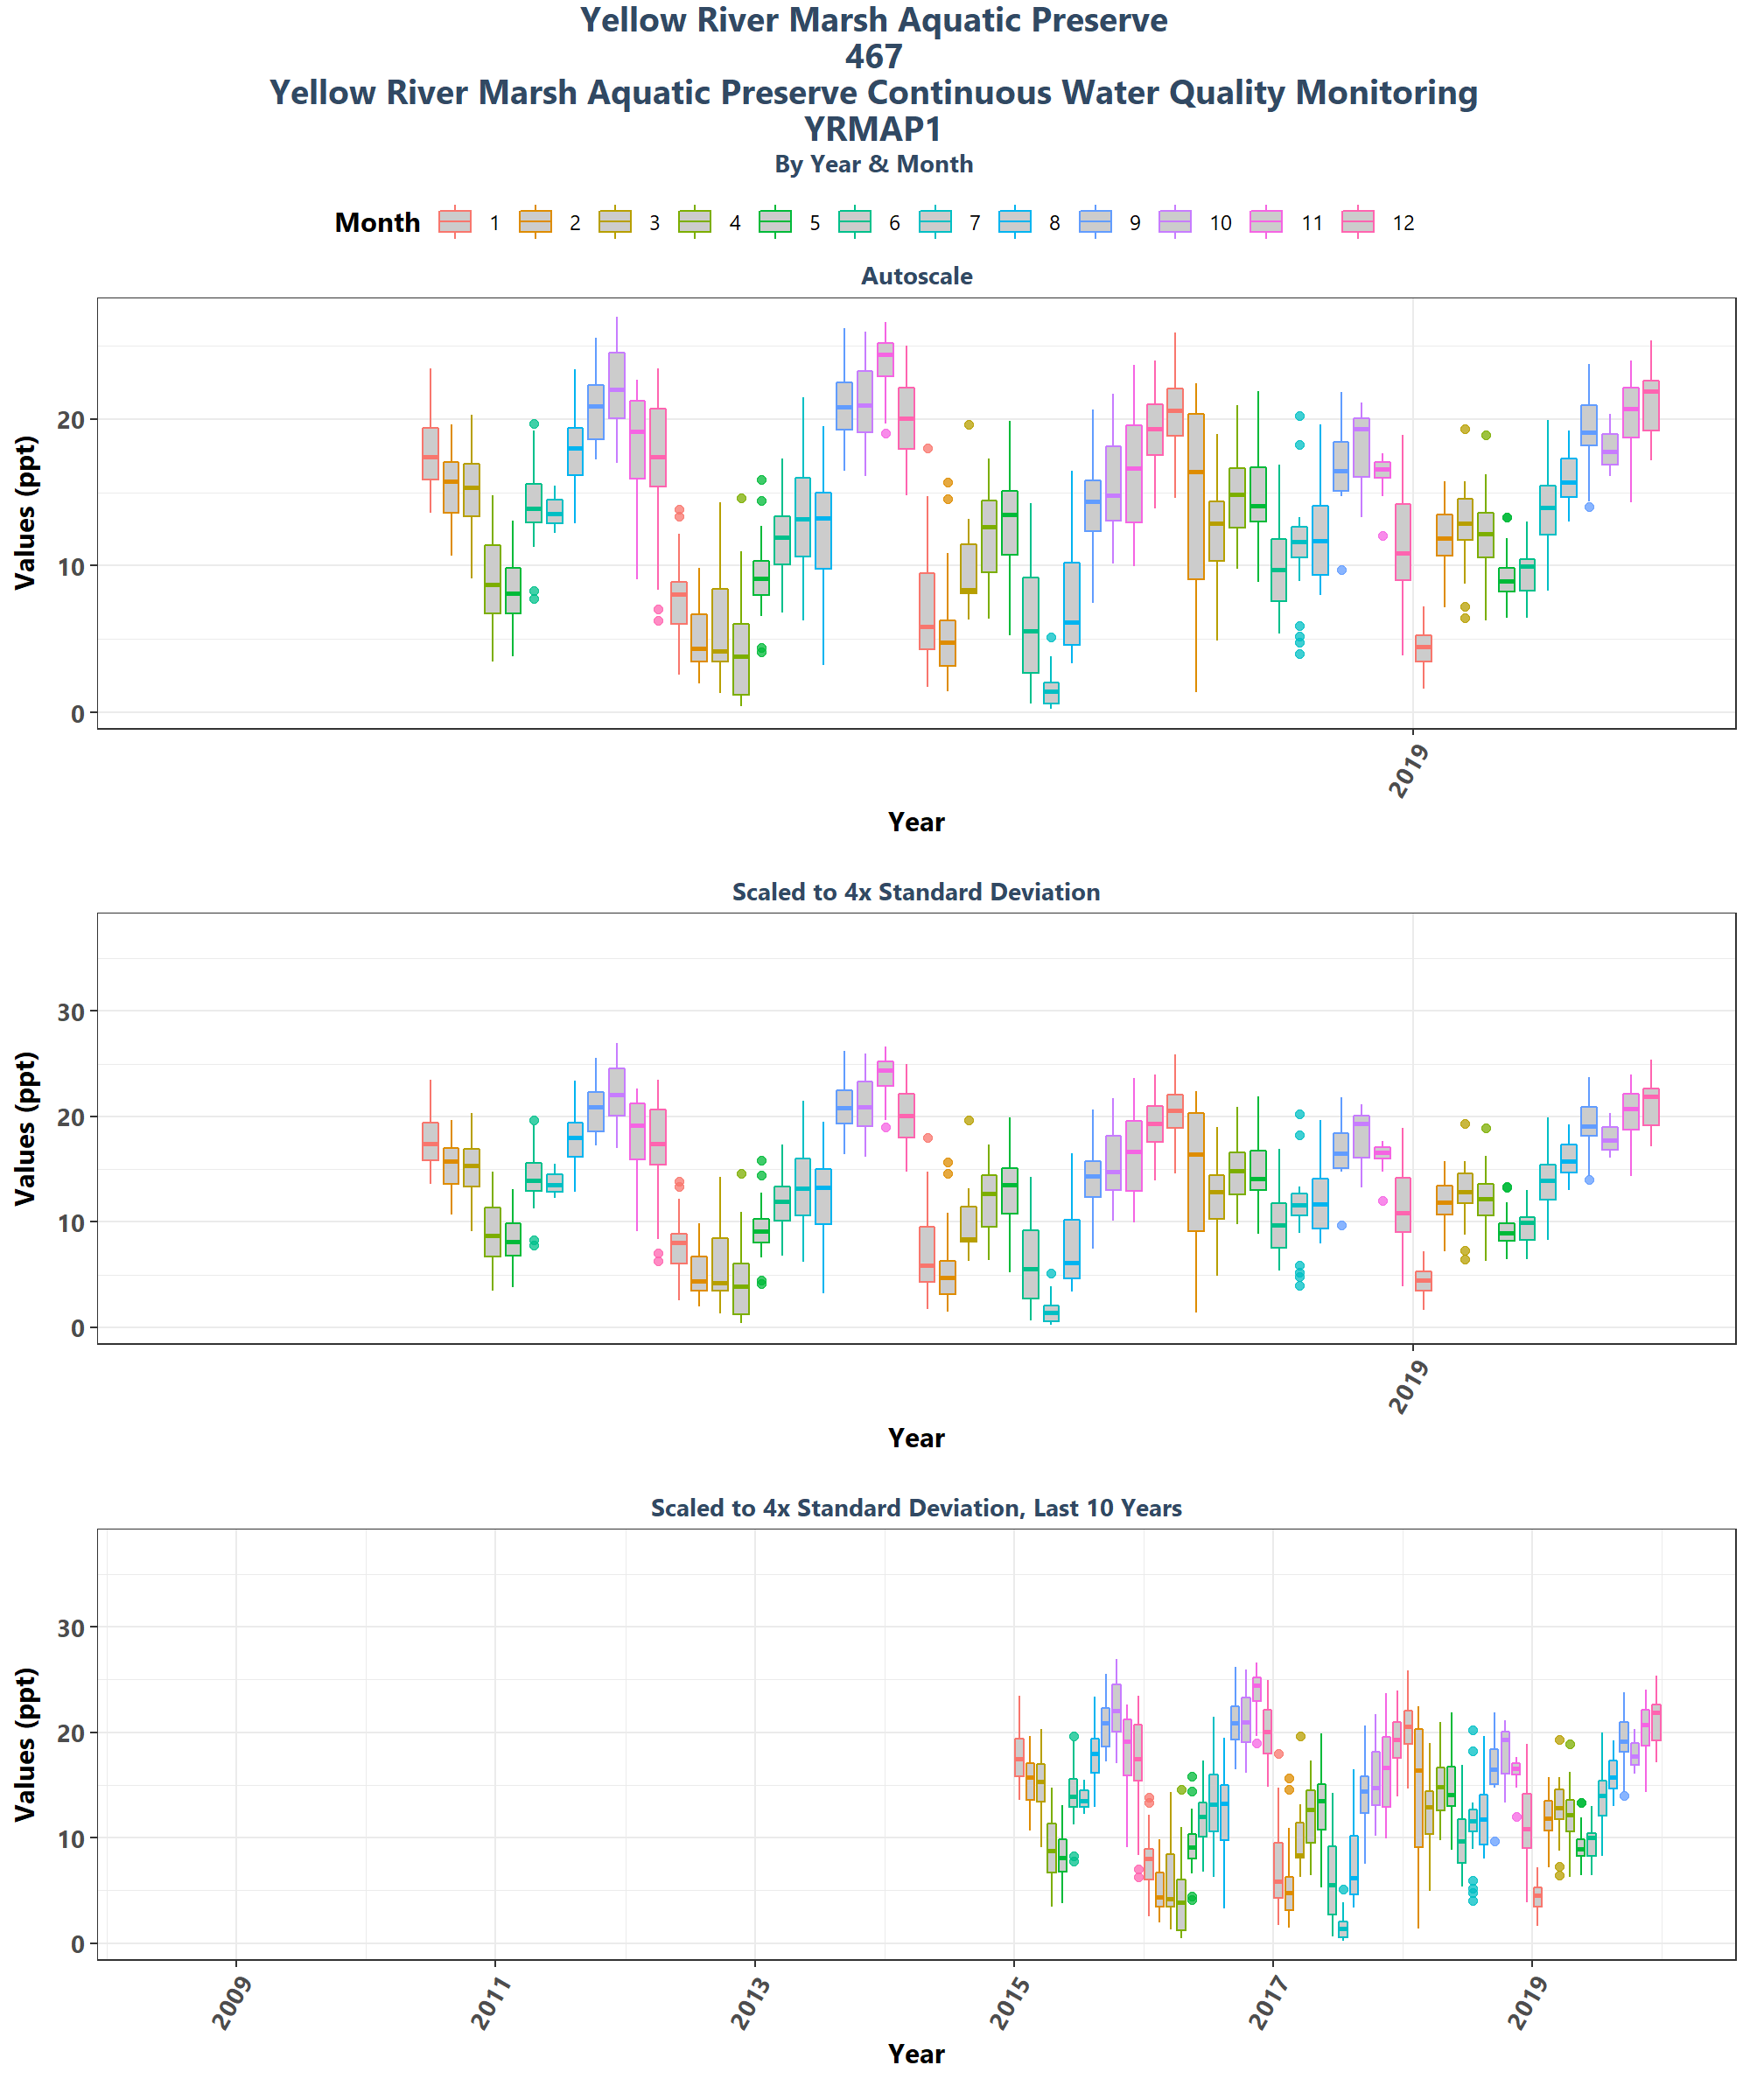 Yellow River Marsh Aquatic Preserve
467
Yellow River Marsh Aquatic Preserve Continuous Water Quality Monitoring
YRMAP1
By Year & Month
Month 1 2 3 4 5 6 7 8 9 10 11 12
Autoscale
Values (ppt)
20
10
0
2019
Year
Scaled to 4x Standard Deviation
Values (ppt)
30
20
10
0
2019
Year
Scaled to 4x Standard Deviation, Last 10 Years
Values (ppt)
30
20
10
0
2009 2011 2013 2015 2017 2019
Year